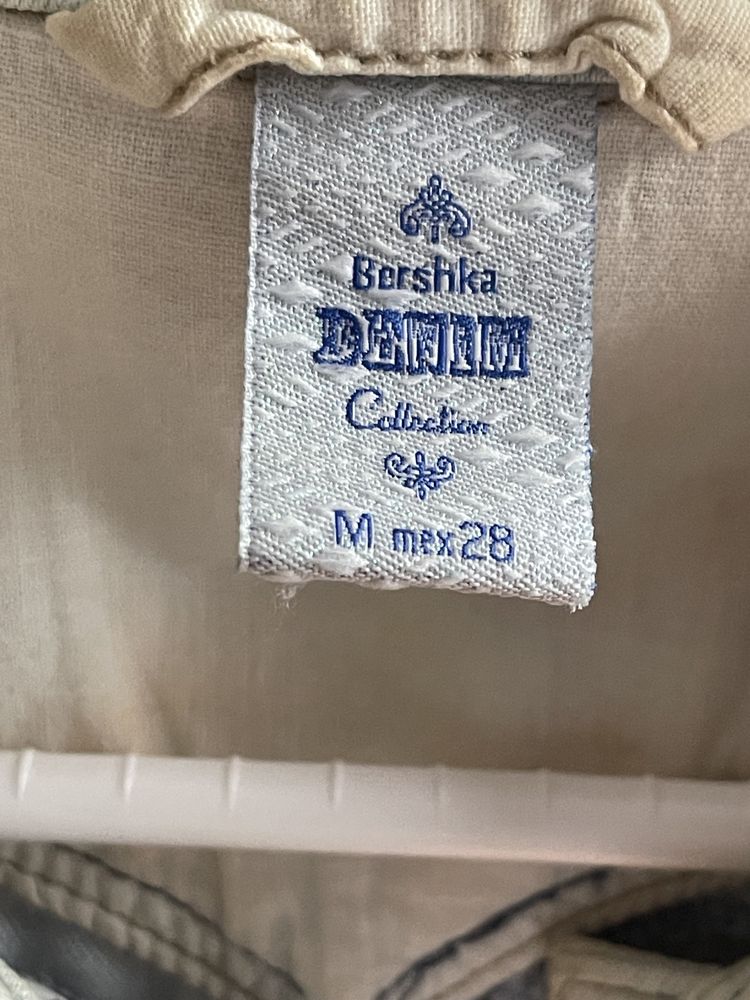 Bershka
DENIM
Collection
M mex 28